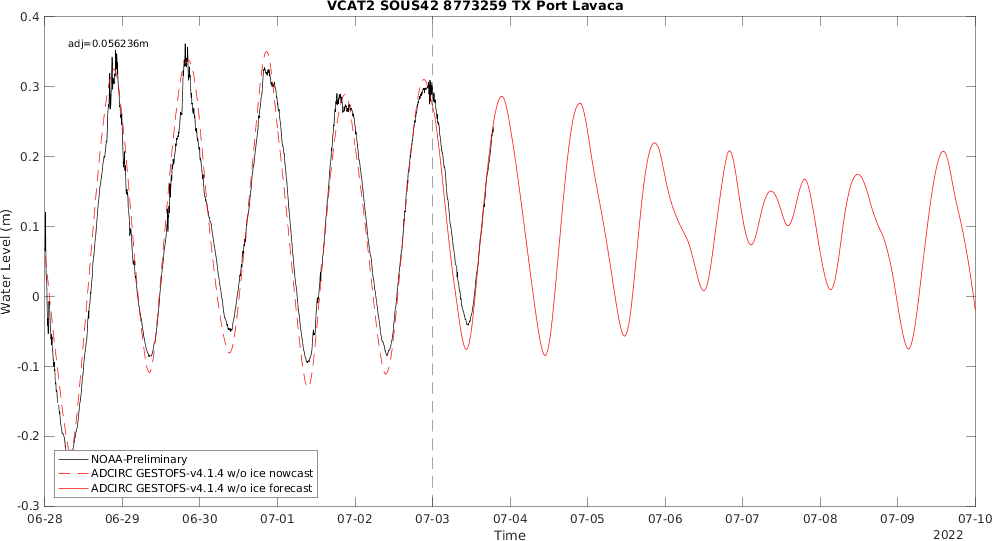 VCAT2 SOUS42 8773259 TX Port Lavaca
adj=0.056236m
0.4
0.3
0.2
0.1
0
-0.1
-0.2
-0.3
Water Level (m)
NOAA-Preliminary
ADCIRC GESTOFS-v4.1.4 w/o ice nowcast
ADCIRC GESTOFS-v4.1.4 w/o ice forecast
06-28 06-29 06-30 07-01 07-02 07-03 07-04 07-05 07-06 07-07 07-08 07-09 07-10
Time
2022